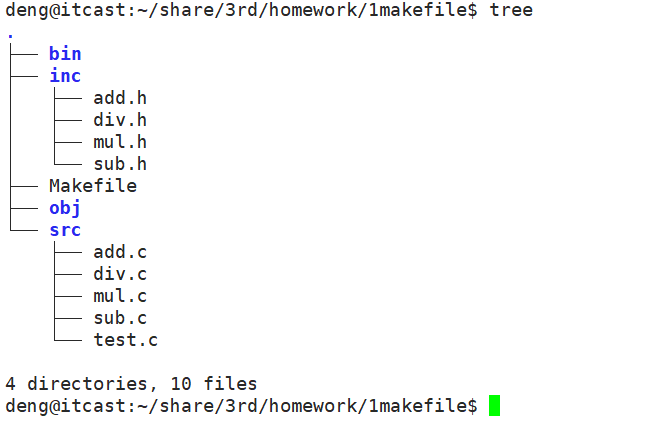 deng@itcast:~/share/3rd/homework/1makefile$ tree
.
├── bin
├── inc
│   ├── add.h
│   ├── div.h
│   ├── mul.h
│   └── sub.h
├── Makefile
├── obj
└── src
    ├── add.c
    ├── div.c
    ├── mul.c
    ├── sub.c
    └── test.c
4 directories, 10 files
deng@itcast:~/share/3rd/homework/1makefile$